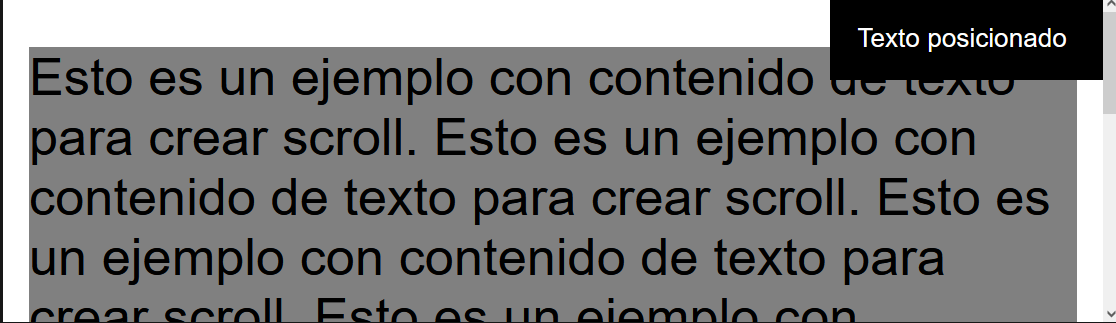 Texto posicionado
Esto es un ejemplo con contenido de texto
para crear scroll. Esto es un ejemplo con
contenido de texto para crear scroll. Esto es
un ejemplo con contenido de texto para
crear scroll. Esto es un ejemplo con